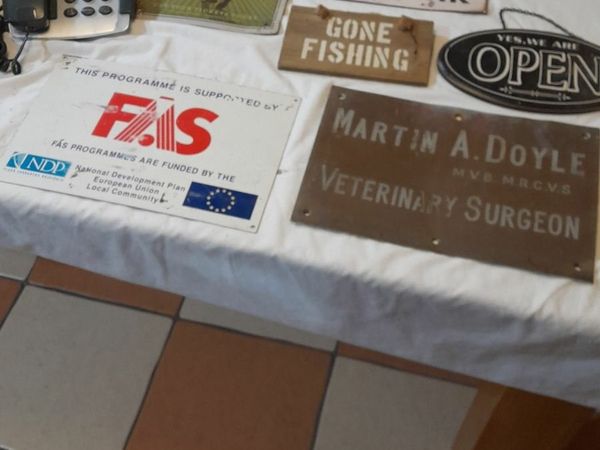 GONE
FISHING
YES, WE ARE
OPEN
THIS PROGRAMME IS SUPPORTED BY
FÁS
FÁS PROGRAMMES ARE FUNDED BY THE
NDP
National Development Plan
European Union
Local Community
MARTIN A. DOYLE
M V B. M.R.C.V.S
VETERINARY SURGEON